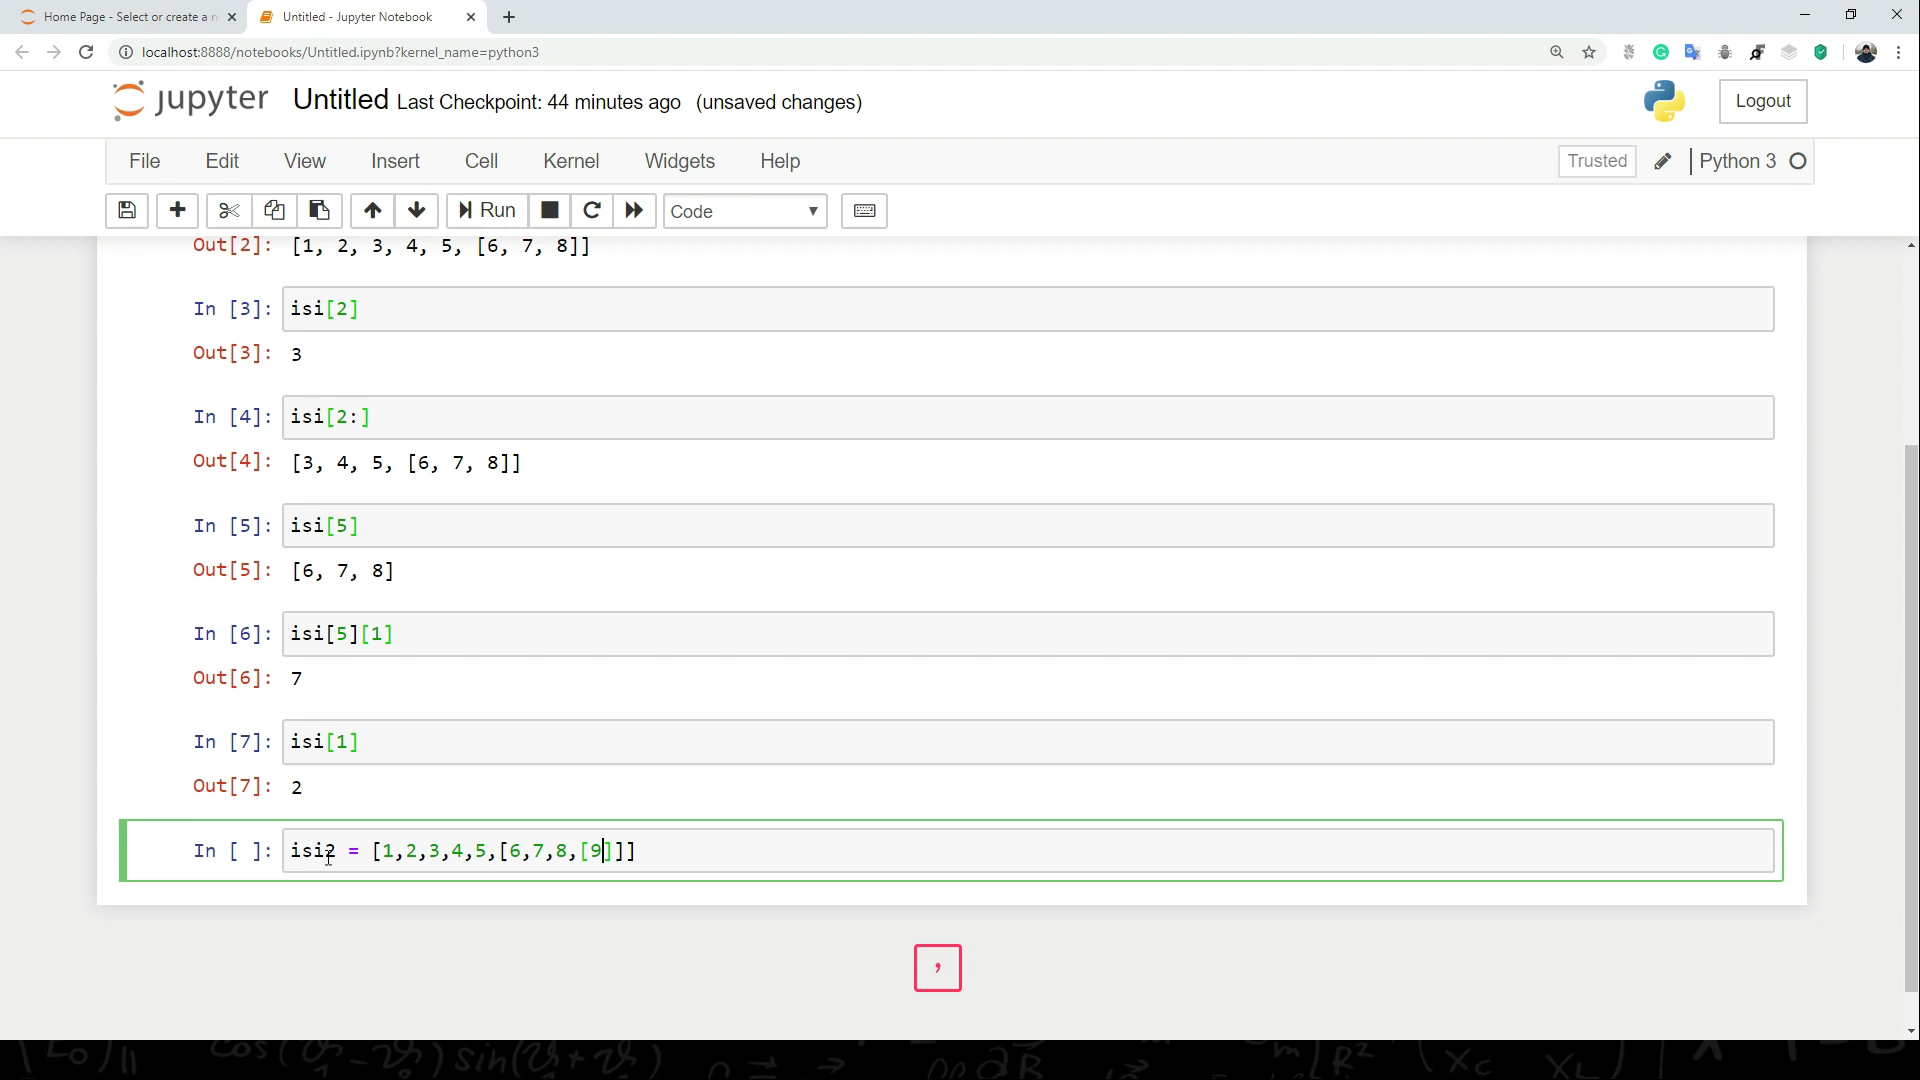 Home Page - Select or create a n
Untitled - Jupyter Notebook
localhost:8888/notebooks/Untitled.ipynb?kernel_name=python3
jupyter Untitled Last Checkpoint: 44 minutes ago (unsaved changes)
Logout
File Edit View Insert Cell Kernel Widgets Help
Trusted Python 3
Run Code
Out[2]: [1, 2, 3, 4, 5, [6, 7, 8]]
In [3]: isi[2]
Out[3]: 3
In [4]: isi[2:]
Out[4]: [3, 4, 5, [6, 7, 8]]
In [5]: isi[5]
Out[5]: [6, 7, 8]
In [6]: isi[5][1]
Out[6]: 7
In [7]: isi[1]
Out[7]: 2
In [ ]: isi2 = [1,2,3,4,5,[6,7,8,[9]]]
,